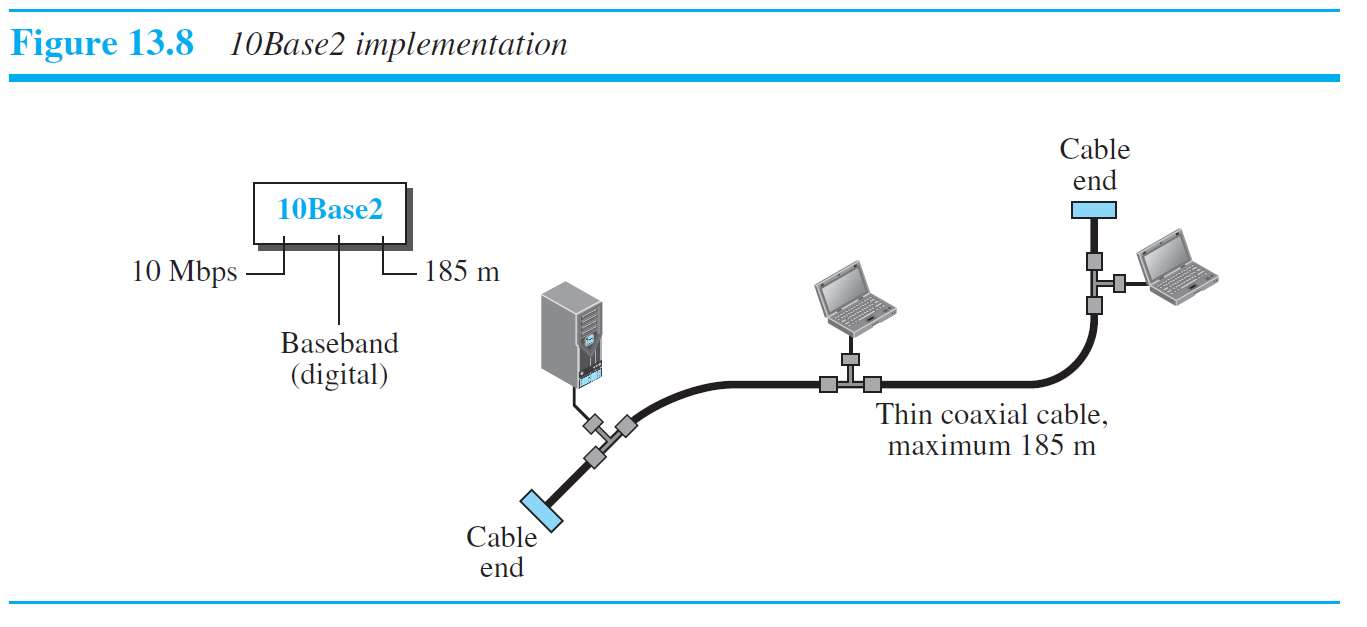 Figure 13.8 10Base2 implementation
10Base2
10 Mbps
185 m
Baseband
(digital)
Cable
end
Thin coaxial cable,
maximum 185 m
Cable
end